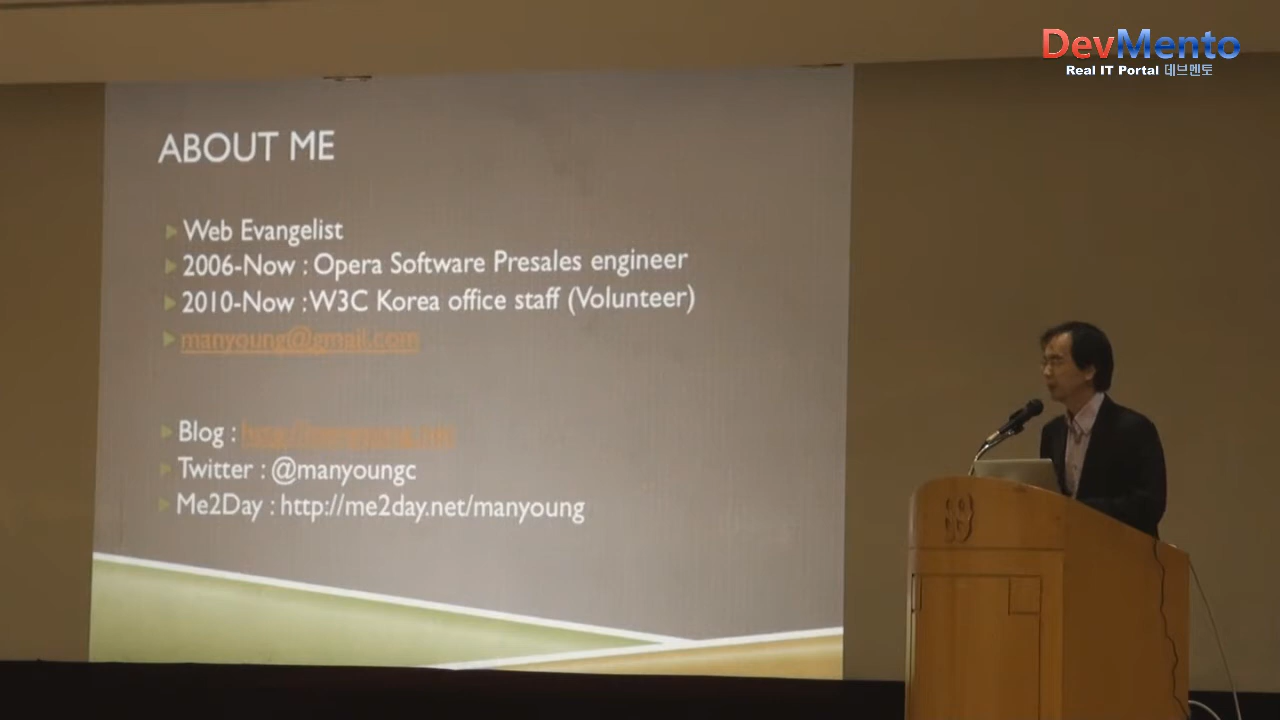 DevMento
Real IT Portal 데브멘토
ABOUT ME
Web Evangelist
2006-Now : Opera Software Presales engineer
2010-Now : W3C Korea office staff (Volunteer)
manyoung@gmail.com
Blog :
Twitter : @manyoungc
Me2Day : http://me2day.net/manyoung